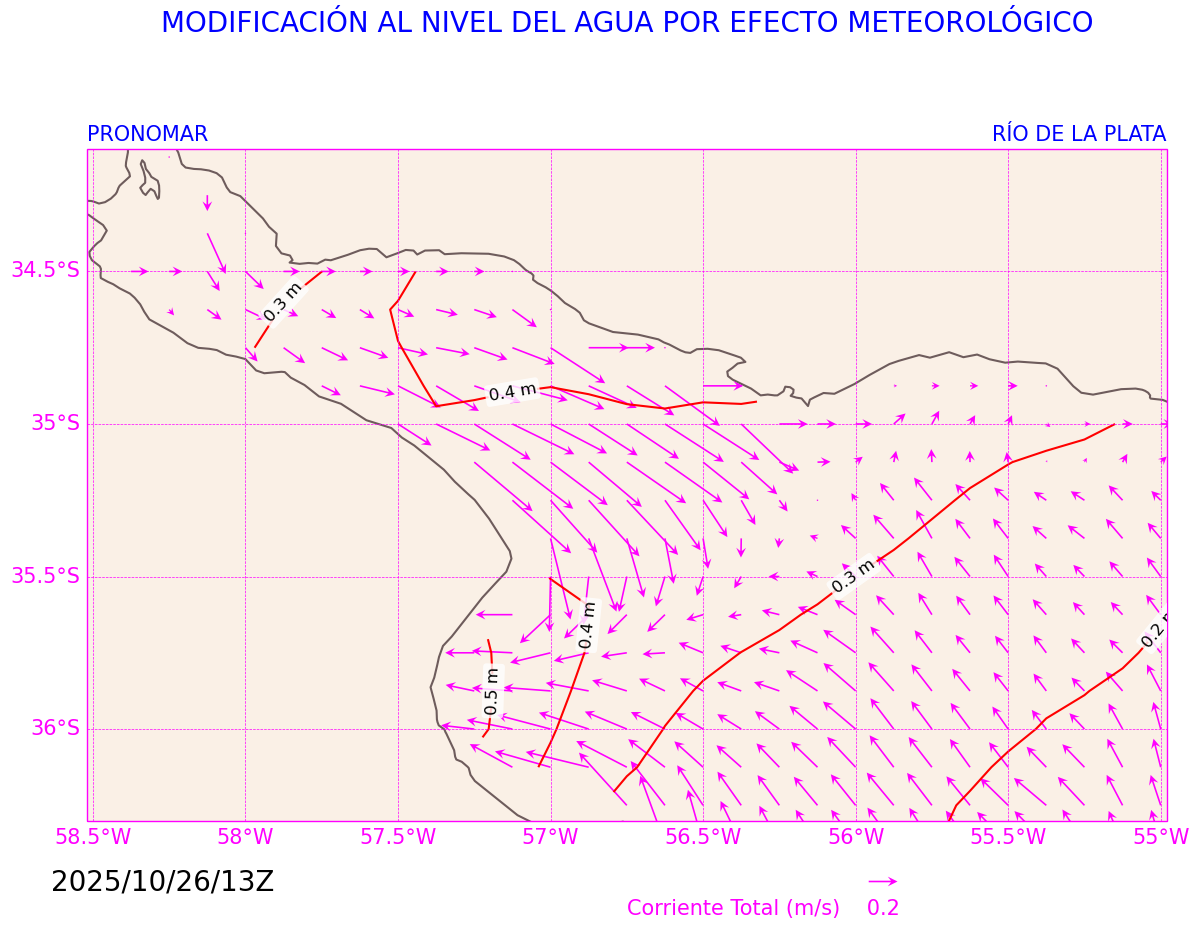 MODIFICACIÓN AL NIVEL DEL AGUA POR EFECTO METEOROLÓGICO
PRONOMAR
RÍO DE LA PLATA
34.5°S
0.3 m
0.4 m
35°S
35.5°S
0.3 m
0.4 m
0.2
0.5 m
36°S
58.5°W 58°W 57.5°W 57°W 56.5°W 56°W 55.5°W 55°W
2025/10/26/13Z
Corriente Total (m/s) 0.2